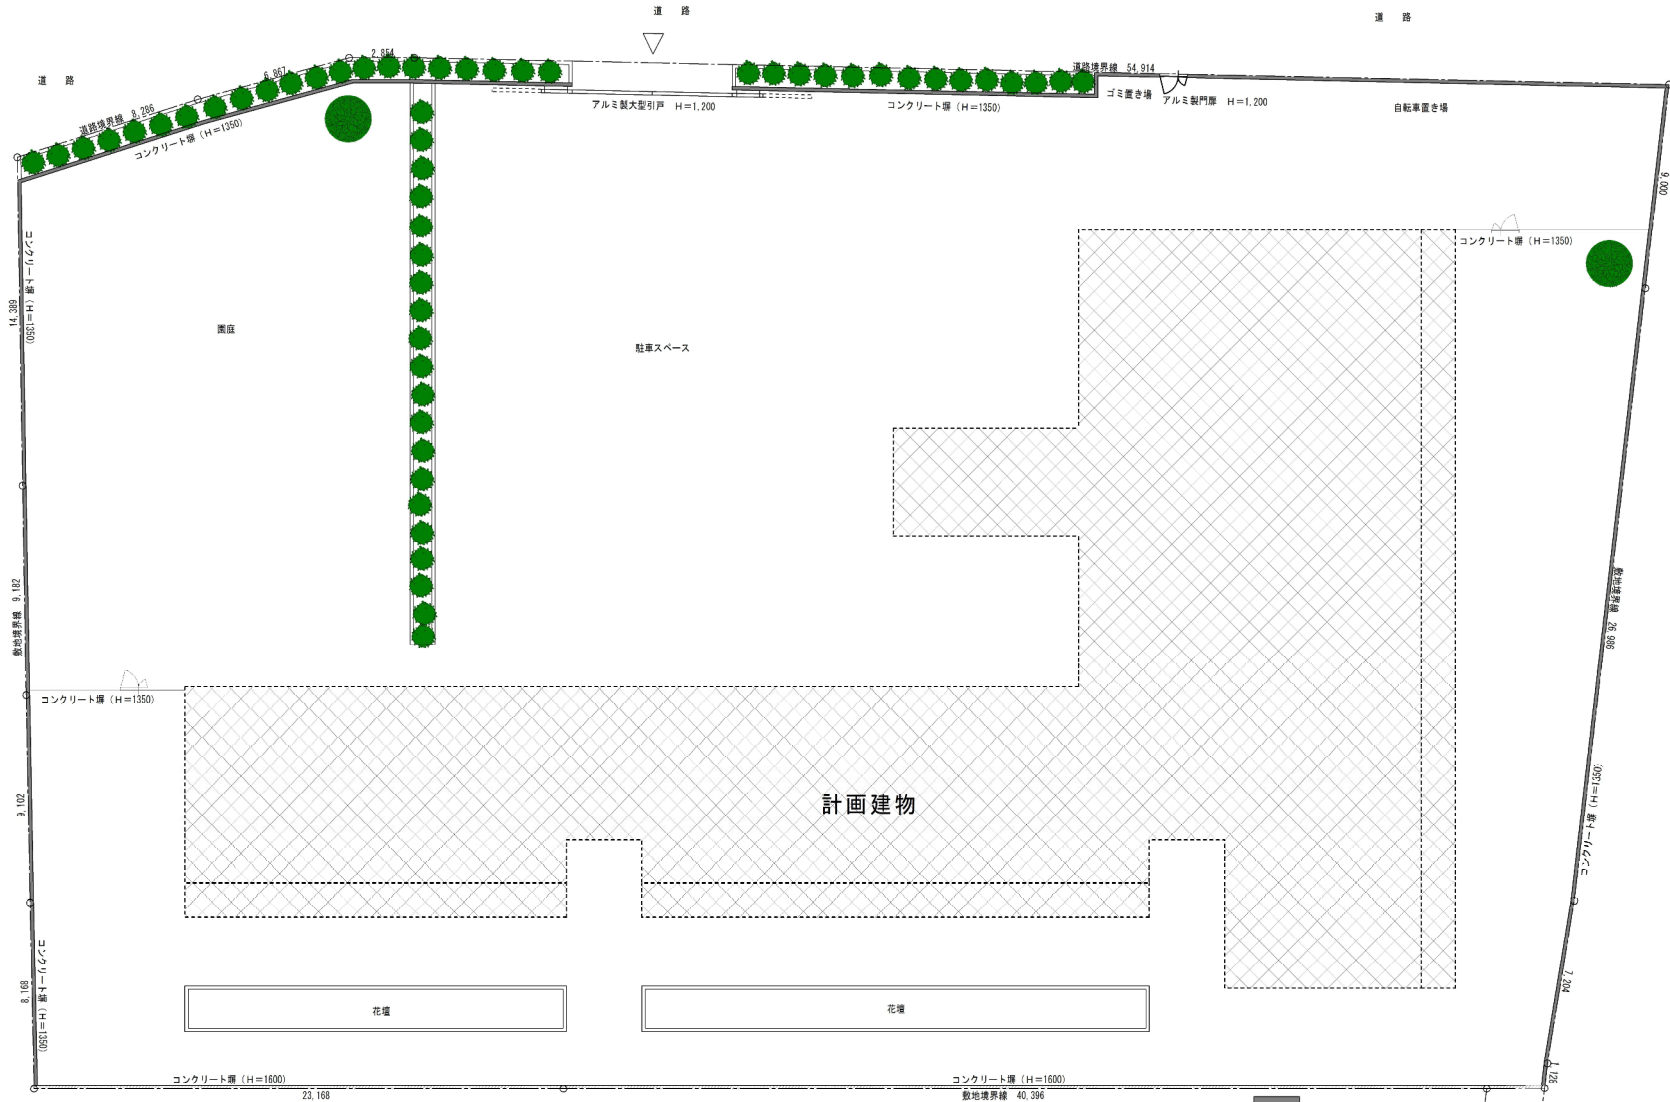 道　路
道　路
道　路
2,854
6,867
道路境界線　8,286
コンクリート塀（H＝1350）
アルミ製大型引戸　H＝1,200
コンクリート塀（H＝1350）
道路境界線　54,914
ゴミ置き場
アルミ製門扉　H＝1,200
自転車置き場
9,000
コンクリート塀（H＝1350）
コンクリート塀（H＝1350）
14,389
園庭
駐車スペース
敷地境界線　9,182
敷地境界線　26,986
コンクリート塀（H＝1350）
計画建物
9,102
コンクリート塀（H＝1350）
8,168
コンクリート塀（H＝1350）
7,204
花壇
花壇
コンクリート塀（H＝1600）
コンクリート塀（H＝1600）
23,168
敷地境界線　40,396
1,126